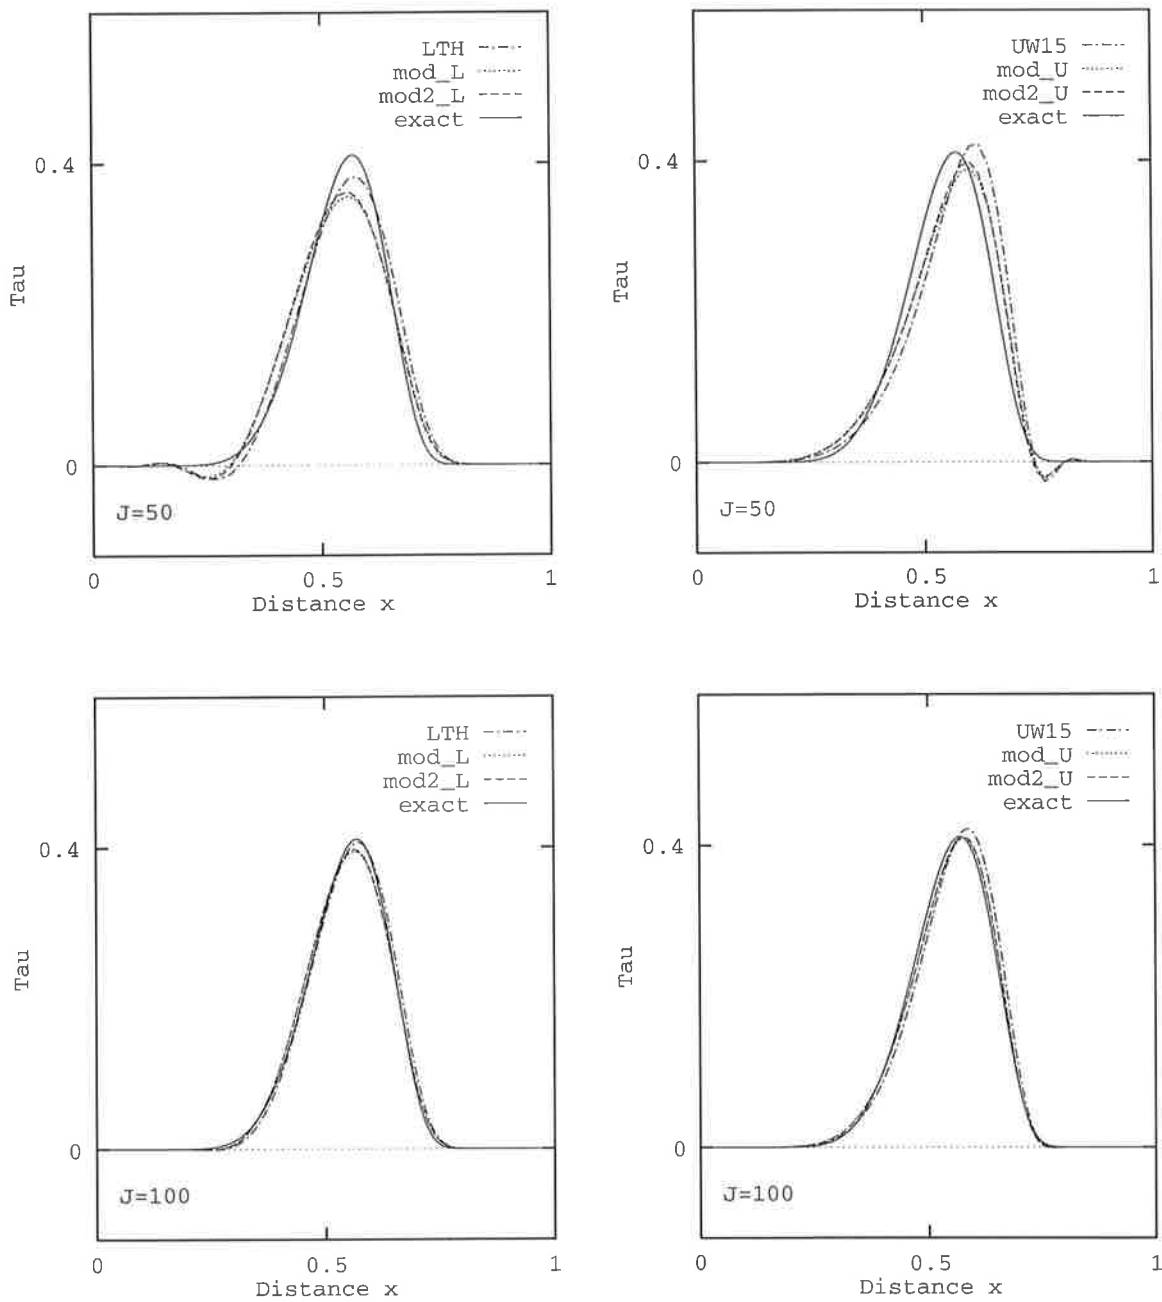 LTH
mod_L
mod2_L
exact
0.4
Tau
0
J=50
0
0.5
1
Distance x
UW15
mod_U
mod2_U
exact
0.4
Tau
0
J=50
0
0.5
1
Distance x
LTH
mod_L
mod2_L
exact
0.4
Tau
0
J=100
0
0.5
1
Distance x
UW15
mod_U
mod2_U
exact
0.4
Tau
0
J=100
0
0.5
1
Distance x